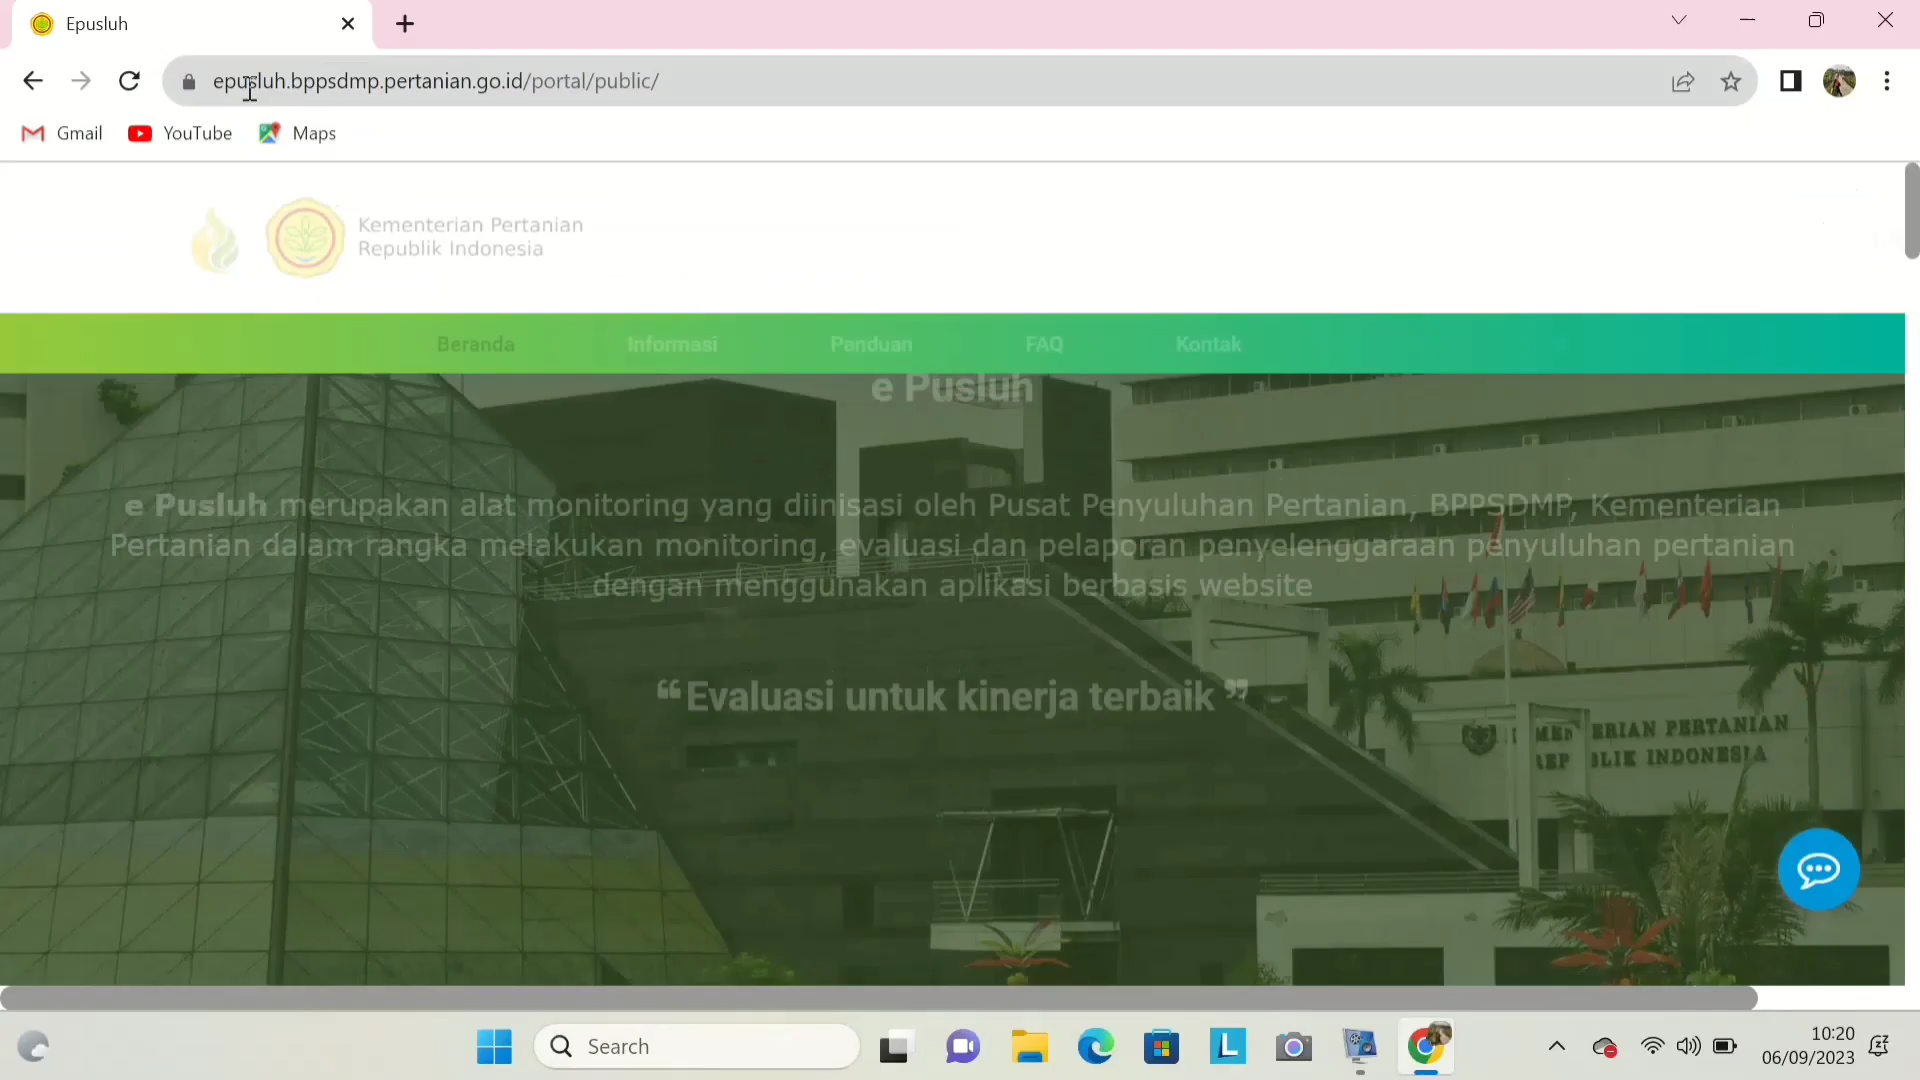 Epusluh
epusluh.bppsdmp.pertanian.go.id/portal/public/
Gmail
YouTube
Maps
Kementerian Pertanian
Republik Indonesia
Beranda
Informasi
Panduan
FAQ
Kontak
e Pusluh
e Pusluh merupakan alat monitoring yang diinisasi oleh Pusat Penyuluhan Pertanian, BPPSDMP, Kementerian
Pertanian dalam rangka melakukan monitoring, evaluasi dan pelaporan penyelenggaraan penyuluhan pertanian
dengan menggunakan aplikasi berbasis website
“Evaluasi untuk kinerja terbaik”
PERTANIAN
INDONESIA
Search
L
10:20
06/09/2023